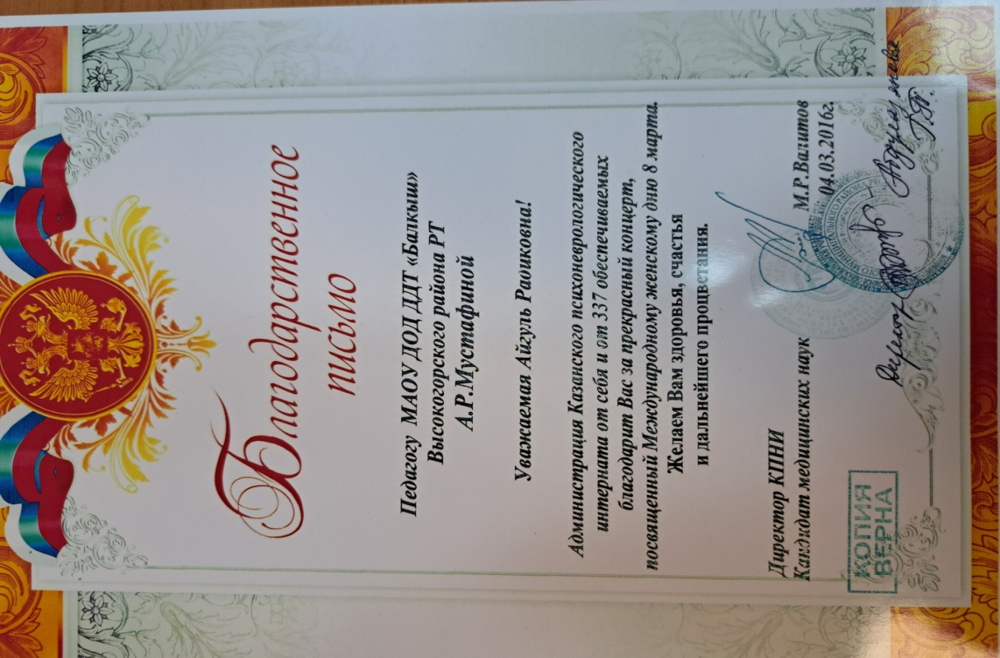 Благодарственное
письмо
Педагогу МАОУ ДОД ДДТ «Балкыш»
Высокогорского района РТ
А.Р.Мустафиной
Уважаемая Айгуль Рафиковна!
Администрация Казанского психоневрологического
интерната от себя и от 337 обеспечиваемых
благодарит Вас за прекрасный концерт,
посвященный Международному женскому дню 8 марта.
Желаем Вам здоровья, счастья
и дальнейшего процветания.
Директор КПНИ
Кандидат медицинских наук М.Р.Валитов
04.03.2016г.
КОПИЯ
ВЕРНА